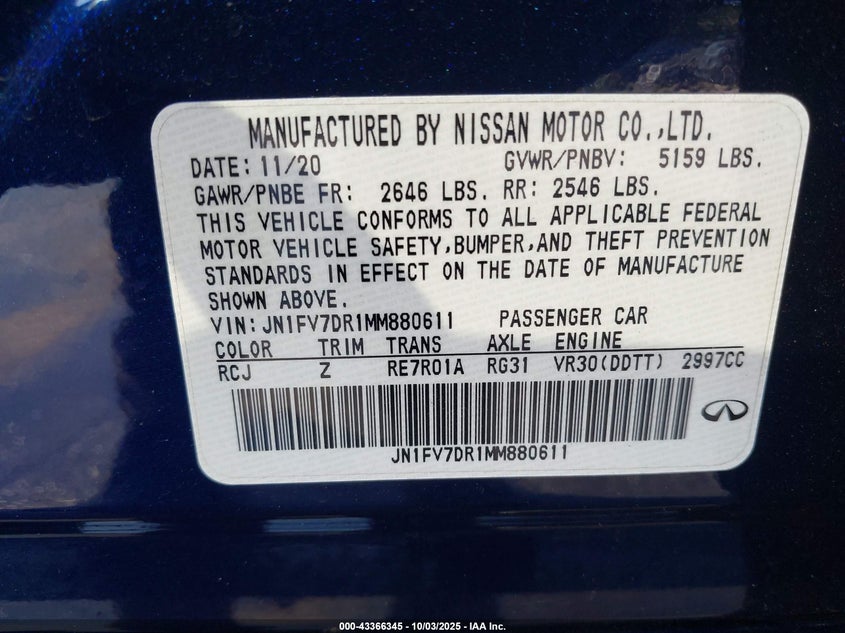 MANUFACTURED BY NISSAN MOTOR CO.,LTD.
DATE: 11/20 GVWR/PNBV: 5159 LBS.
GAWR/PNBE FR: 2646 LBS. RR: 2546 LBS.
THIS VEHICLE CONFORMS TO ALL APPLICABLE FEDERAL
MOTOR VEHICLE SAFETY,BUMPER,AND THEFT PREVENTION
STANDARDS IN EFFECT ON THE DATE OF MANUFACTURE
SHOWN ABOVE.
VIN: JN1FV7DR1MM880611 PASSENGER CAR
COLOR TRIM TRANS AXLE ENGINE
RCJ Z RE7R01A RG31 VR30(DDTT) 2997CC
JN1FV7DR1MM880611
000-43366345 - 10/03/2025 - IAA Inc.